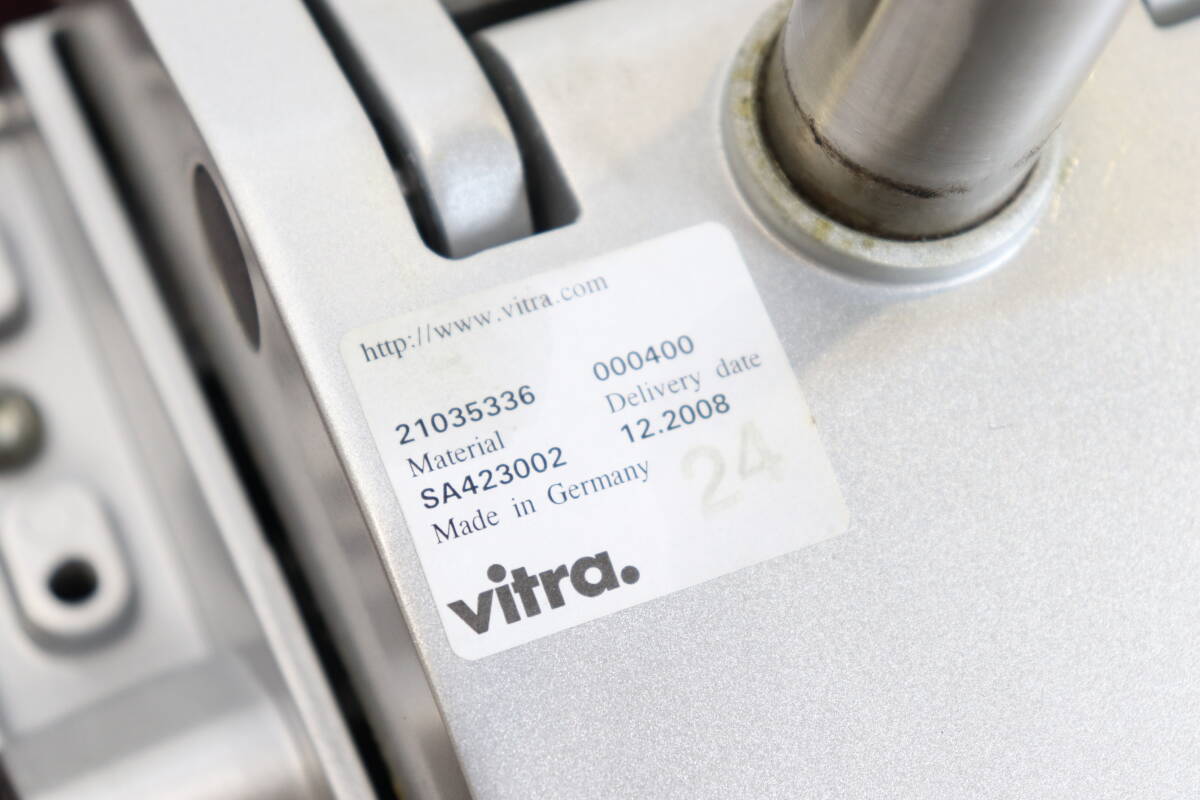 http://www.vitra.com
21035336 000400
Material Delivery date
SA423002 12.2008
Made in Germany 24
vitra.